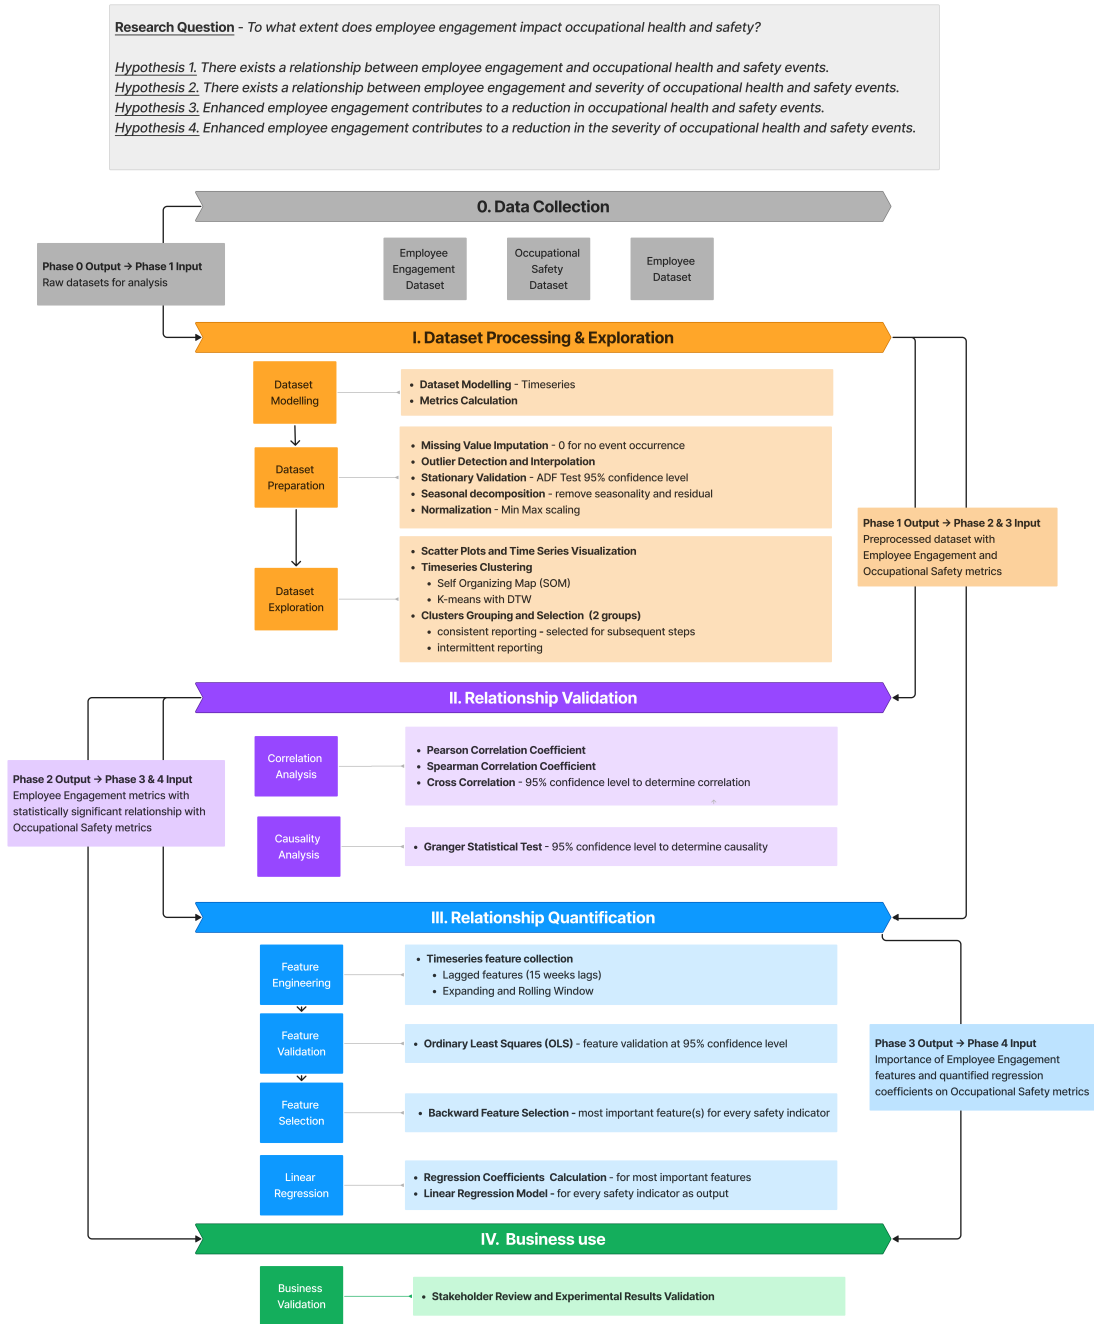 Research Question - To what extent does employee engagement impact occupational health and safety?
Hypothesis 1. There exists a relationship between employee engagement and occupational health and safety events.
Hypothesis 2. There exists a relationship between employee engagement and severity of occupational health and safety events.
Hypothesis 3. Enhanced employee engagement contributes to a reduction in occupational health and safety events.
Hypothesis 4. Enhanced employee engagement contributes to a reduction in the severity of occupational health and safety events.
0. Data Collection
Phase 0 Output → Phase 1 Input
Raw datasets for analysis
Employee
Engagement
Dataset
Occupational
Safety
Dataset
Employee
Dataset
I. Dataset Processing & Exploration
Dataset
Modelling
• Dataset Modelling - Timeseries
• Metrics Calculation
Dataset
Preparation
• Missing Value Imputation - 0 for no event occurrence
• Outlier Detection and Interpolation
• Stationary Validation - ADF Test 95% confidence level
• Seasonal decomposition - remove seasonality and residual
• Normalization - Min Max scaling
Dataset
Exploration
• Scatter Plots and Time Series Visualization
• Timeseries Clustering
• Self Organizing Map (SOM)
• K-means with DTW
• Clusters Grouping and Selection (2 groups)
• consistent reporting - selected for subsequent steps
• intermittent reporting
Phase 1 Output → Phase 2 & 3 Input
Preprocessed dataset with
Employee Engagement and
Occupational Safety metrics
II. Relationship Validation
Phase 2 Output → Phase 3 & 4 Input
Employee Engagement metrics with
statistically significant relationship with
Occupational Safety metrics
Correlation
Analysis
• Pearson Correlation Coefficient
• Spearman Correlation Coefficient
• Cross Correlation - 95% confidence level to determine correlation
Causality
Analysis
• Granger Statistical Test - 95% confidence level to determine causality
III. Relationship Quantification
Feature
Engineering
• Timeseries feature collection
• Lagged features (15 weeks lags)
• Expanding and Rolling Window
Feature
Validation
• Ordinary Least Squares (OLS) - feature validation at 95% confidence level
Feature
Selection
• Backward Feature Selection - most important feature(s) for every safety indicator
Linear
Regression
• Regression Coefficients Calculation - for most important features
• Linear Regression Model - for every safety indicator as output
Phase 3 Output → Phase 4 Input
Importance of Employee Engagement
features and quantified regression
coefficients on Occupational Safety metrics
IV. Business use
Business
Validation
• Stakeholder Review and Experimental Results Validation